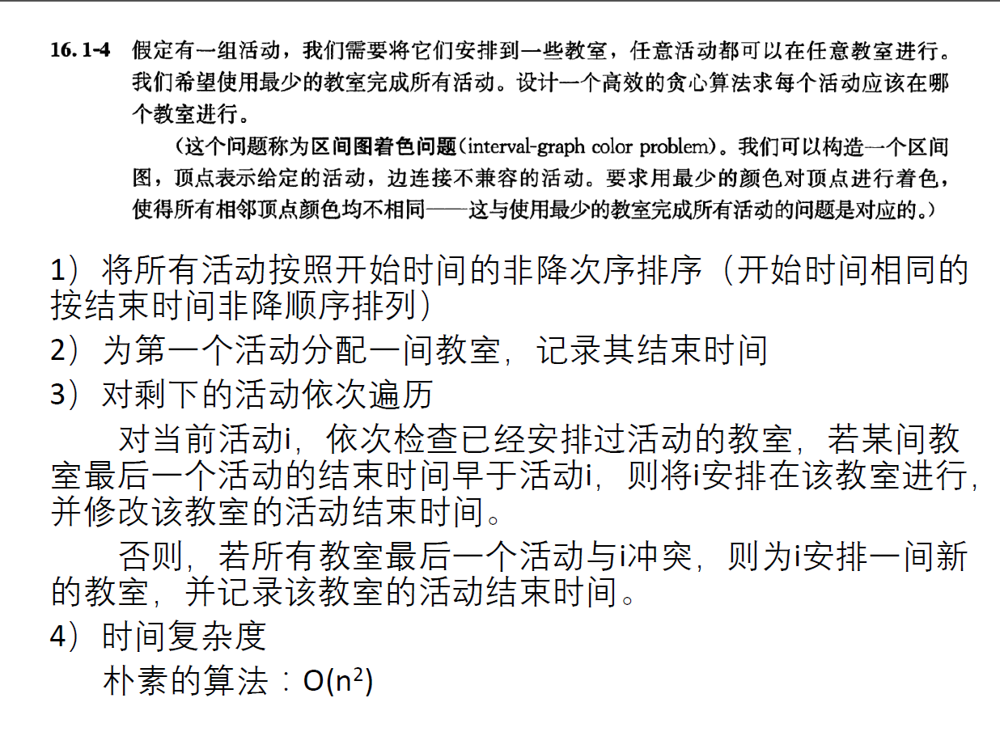 16.1-4 假定有一组活动，我们需要将它们安排到一些教室，任意活动都可以在任意教室进行。
我们希望使用最少的教室完成所有活动。设计一个高效的贪心算法求每个活动应该在哪
个教室进行。
（这个问题称为区间图着色问题(interval-graph color problem)。我们可以构造一个区间
图，顶点表示给定的活动，边连接不兼容的活动。要求用最少的颜色对顶点进行着色，
使得所有相邻顶点颜色均不相同——这与使用最少的教室完成所有活动的问题是对应的。）
1）将所有活动按照开始时间的非降次序排序（开始时间相同的
按结束时间非降顺序排列）
2）为第一个活动分配一间教室，记录其结束时间
3）对剩下的活动依次遍历
对当前活动i，依次检查已经安排过活动的教室，若某间教
室最后一个活动的结束时间早于活动i，则将i安排在该教室进行，
并修改该教室的活动结束时间。
否则，若所有教室最后一个活动与i冲突，则为i安排一间新
的教室，并记录该教室的活动结束时间。
4）时间复杂度
朴素的算法：O(n²)